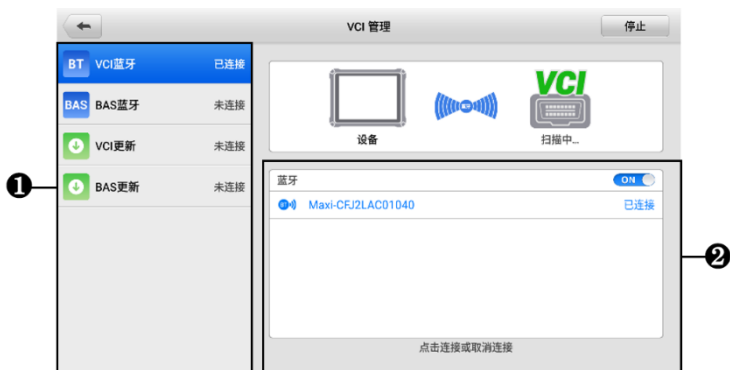 VCI 管理
停止
BT VCI蓝牙 已连接
BAS BAS蓝牙 未连接
VCI更新 未连接
BAS更新 未连接
VCI
设备
扫描中...
蓝牙 ON
BT Maxi-CFJ2LAC01040 已连接
点击连接或取消连接
❶
❷